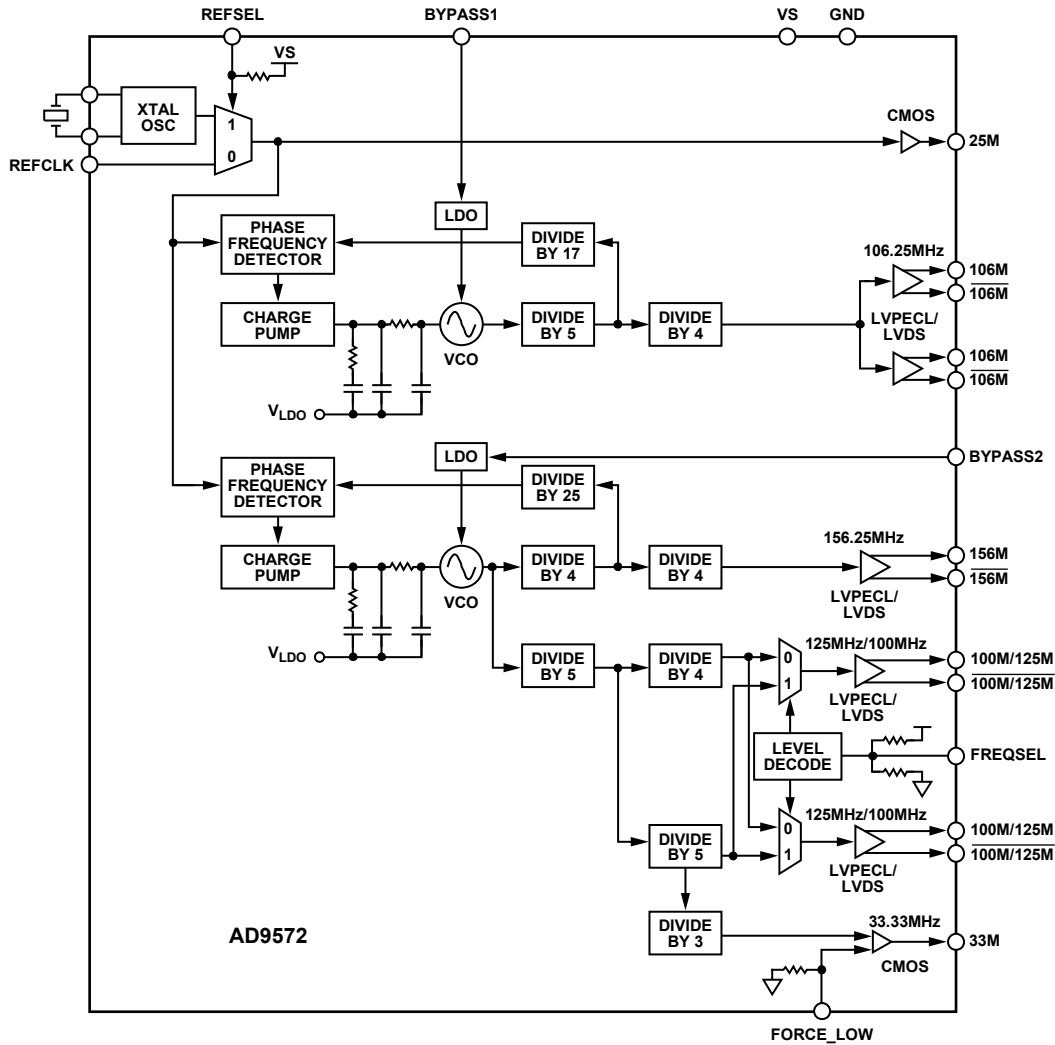 REFSEL
BYPASS1
VS
GND
VS
XTAL
OSC
1
0
REFCLK
CMOS
25M
LDO
PHASE
FREQUENCY
DETECTOR
DIVIDE
BY 17
106.25MHz
106M
106M
CHARGE
PUMP
VCO
DIVIDE
BY 5
DIVIDE
BY 4
LVPECL/
LVDS
106M
106M
VLDO
LDO
BYPASS2
PHASE
FREQUENCY
DETECTOR
DIVIDE
BY 25
156.25MHz
156M
156M
CHARGE
PUMP
VCO
DIVIDE
BY 4
DIVIDE
BY 4
LVPECL/
LVDS
VLDO
125MHz/100MHz
DIVIDE
BY 5
DIVIDE
BY 4
0
1
100M/125M
100M/125M
LVPECL/
LVDS
LEVEL
DECODE
FREQSEL
125MHz/100MHz
DIVIDE
BY 5
0
1
100M/125M
100M/125M
LVPECL/
LVDS
AD9572
DIVIDE
BY 3
33.33MHz
33M
CMOS
FORCE_LOW